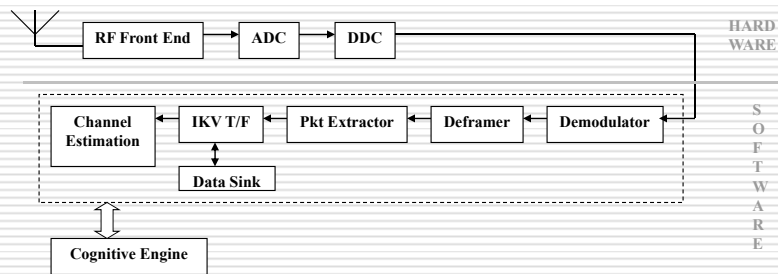 RF Front End
ADC
DDC
HARD
WARE
Channel
Estimation
IKV T/F
Pkt Extractor
Deframer
Demodulator
Data Sink
S
O
F
T
W
A
R
E
Cognitive Engine